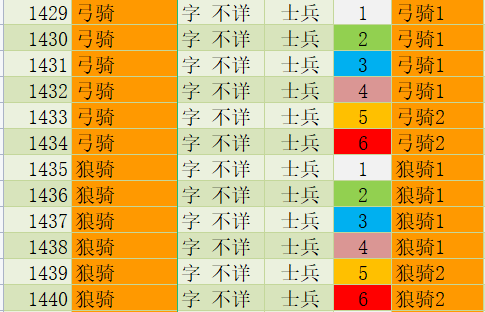 1429 弓骑 字 不详 士兵 1 弓骑1
1430 弓骑 字 不详 士兵 2 弓骑1
1431 弓骑 字 不详 士兵 3 弓骑1
1432 弓骑 字 不详 士兵 4 弓骑1
1433 弓骑 字 不详 士兵 5 弓骑2
1434 弓骑 字 不详 士兵 6 弓骑2
1435 狼骑 字 不详 士兵 1 狼骑1
1436 狼骑 字 不详 士兵 2 狼骑1
1437 狼骑 字 不详 士兵 3 狼骑1
1438 狼骑 字 不详 士兵 4 狼骑1
1439 狼骑 字 不详 士兵 5 狼骑2
1440 狼骑 字 不详 士兵 6 狼骑2